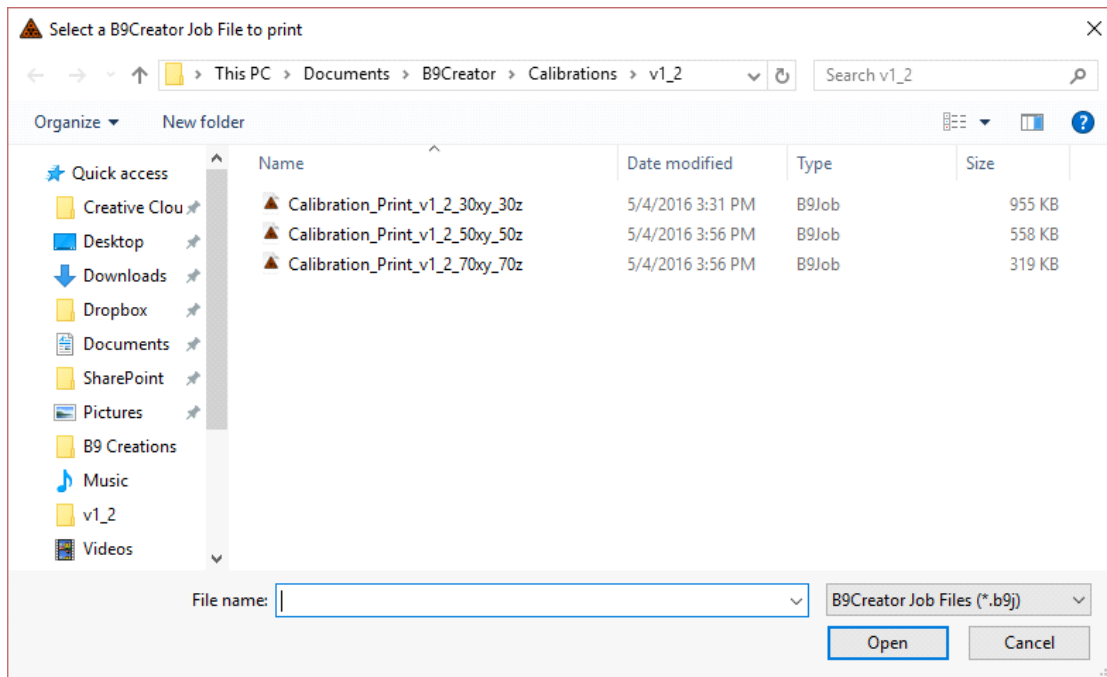 Select a B9Creator Job File to print
This PC > Documents > B9Creator > Calibrations > v1_2
Search v1_2
Organize
New folder
?
Name Date modified Type Size
Calibration_Print_v1_2_30xy_30z 5/4/2016 3:31 PM B9Job 955 KB
Calibration_Print_v1_2_50xy_50z 5/4/2016 3:56 PM B9Job 558 KB
Calibration_Print_v1_2_70xy_70z 5/4/2016 3:56 PM B9Job 319 KB
Quick access
Creative Clou
Desktop
Downloads
Dropbox
Documents
SharePoint
Pictures
B9 Creations
Music
v1_2
Videos
File name:
B9Creator Job Files (*.b9j)
Open
Cancel